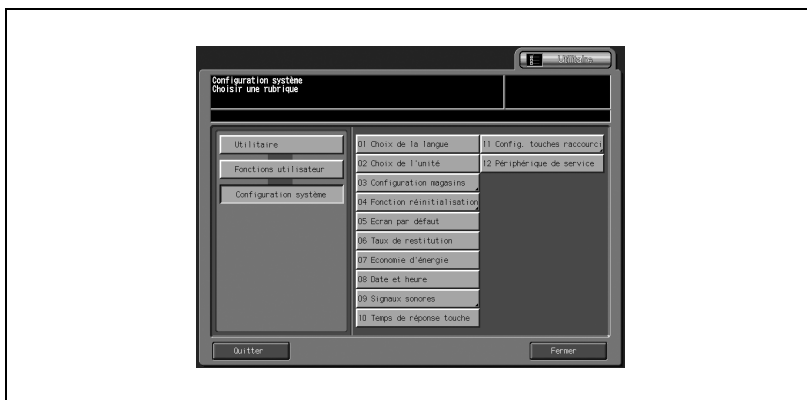 Utilitaire
Configuration système
Choisir une rubrique
Utilitaire
Fonctions utilisateur
Configuration système
01 Choix de la langue
02 Choix de l'unité
03 Configuration magasins
04 Fonction réinitialisation
05 Ecran par défaut
06 Taux de restitution
07 Economie d'énergie
08 Date et heure
09 Signaux sonores
10 Temps de réponse touche
11 Config. touches raccourci
12 Périphérique de service
Quitter
Fermer